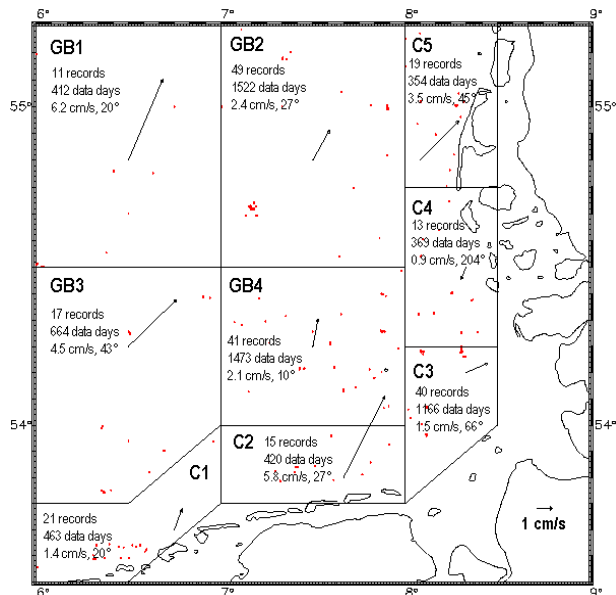 GB1
11 records
412 data days
6.2 cm/s, 20°
GB2
49 records
1522 data days
2.4 cm/s, 27°
C5
19 records
354 data days
3.5 cm/s, 45°
55°
55°
C4
13 records
369 data days
0.9 cm/s, 204°
GB3
17 records
664 data days
4.5 cm/s, 43°
GB4
41 records
1473 data days
2.1 cm/s, 10°
C3
40 records
1166 data days
1.5 cm/s, 66°
54°
54°
C2
15 records
420 data days
5.8 cm/s, 27°
C1
21 records
463 data days
1.4 cm/s, 20°
1 cm/s
6°
7°
8°
9°
6°
7°
8°
9°